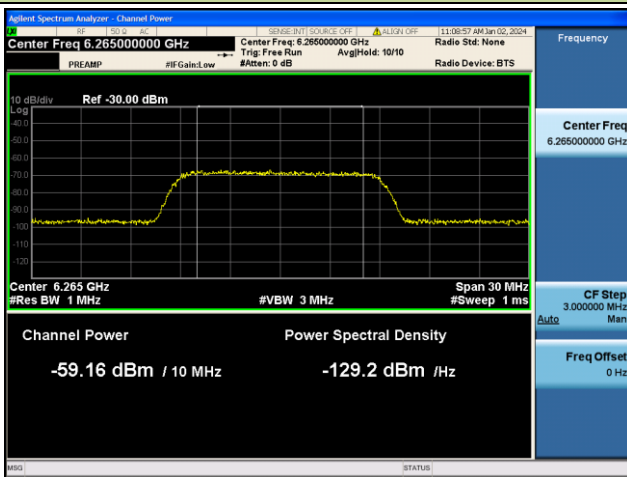 Agilent Spectrum Analyzer - Channel Power
RF 50 Ω AC SENSE:INT SOURCE OFF ALIGN OFF 11:08:57 AM Jan 02, 2024
Center Freq 6.265000000 GHz
Center Freq: 6.265000000 GHz
Radio Std: None
Trig: Free Run Avg|Hold: 10/10
PREAMP #IFGain:Low #Atten: 0 dB Radio Device: BTS
Frequency
10 dB/div Ref -30.00 dBm
Log
-40.0
-50.0
-60.0
-70.0
-80.0
-90.0
-100
-110
-120
Center Freq
6.265000000 GHz
Center 6.265 GHz Span 30 MHz
#Res BW 1 MHz #VBW 3 MHz #Sweep 1 ms
CF Step
3.000000 MHz
Auto Man
Channel Power Power Spectral Density
-59.16 dBm / 10 MHz -129.2 dBm /Hz
Freq Offset
0 Hz
MSG STATUS